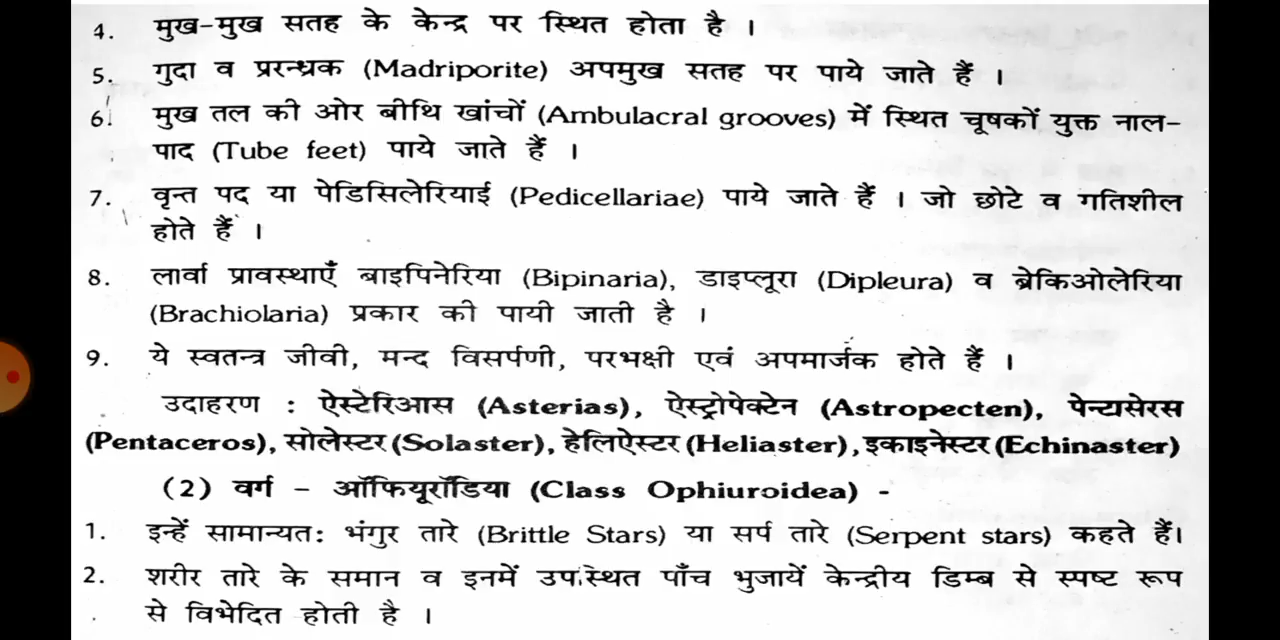 4. मुख-मुख सतह के केन्द्र पर स्थित होता है ।
5. गुदा व प्ररन्ध्रक (Madriporite) अपमुख सतह पर पाये जाते हैं ।
6. मुख तल की ओर बीथि खांचों (Ambulacral grooves) में स्थित चूषकों युक्त नाल-
पाद (Tube feet) पाये जाते हैं ।
7. वृन्त पद या पेडिसिलेरियाई (Pedicellariae) पाये जाते हैं । जो छोटे व गतिशील
होते हैं ।
8. लार्वा प्रावस्थाएँ बाइपिनेरिया (Bipinaria), डाइप्लूरा (Dipleura) व ब्रेकिओलेरिया
(Brachiolaria) प्रकार की पायी जाती है ।
9. ये स्वतन्त्र जीवी, मन्द विसर्पणी, परभक्षी एवं अपमार्जक होते हैं ।
उदाहरण : ऐस्टेरिआस (Asterias), ऐस्ट्रोपेक्टेन (Astropecten), पेन्टासेरस
(Pentaceros), सोलेस्टर (Solaster), हेलिऐस्टर (Heliaster), इकाइनेस्टर (Echinaster)
(2) वर्ग - ऑफियूरॉडिया (Class Ophiuroidea) -
1. इन्हें सामान्यत: भंगुर तारे (Brittle Stars) या सर्प तारे (Serpent stars) कहते हैं।
2. शरीर तारे के समान व इनमें उपस्थित पाँच भुजायें केन्द्रीय डिम्ब से स्पष्ट रूप
से विभेदित होती है ।